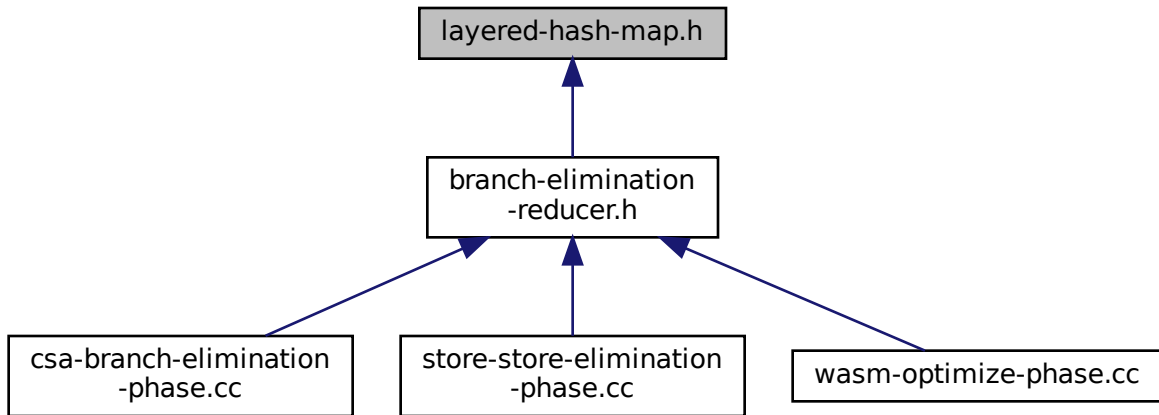 layered-hash-map.h
branch-elimination
-reducer.h
csa-branch-elimination
-phase.cc
store-store-elimination
-phase.cc
wasm-optimize-phase.cc